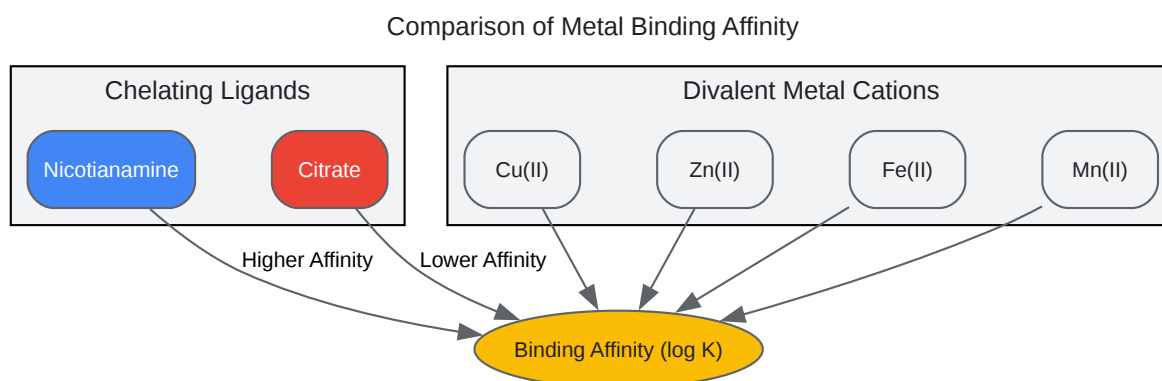 Comparison of Metal Binding Affinity
Chelating Ligands
Divalent Metal Cations
Nicotianamine
Citrate
Cu(II)
Zn(II)
Fe(II)
Mn(II)
Higher Affinity
Lower Affinity
Binding Affinity (log K)